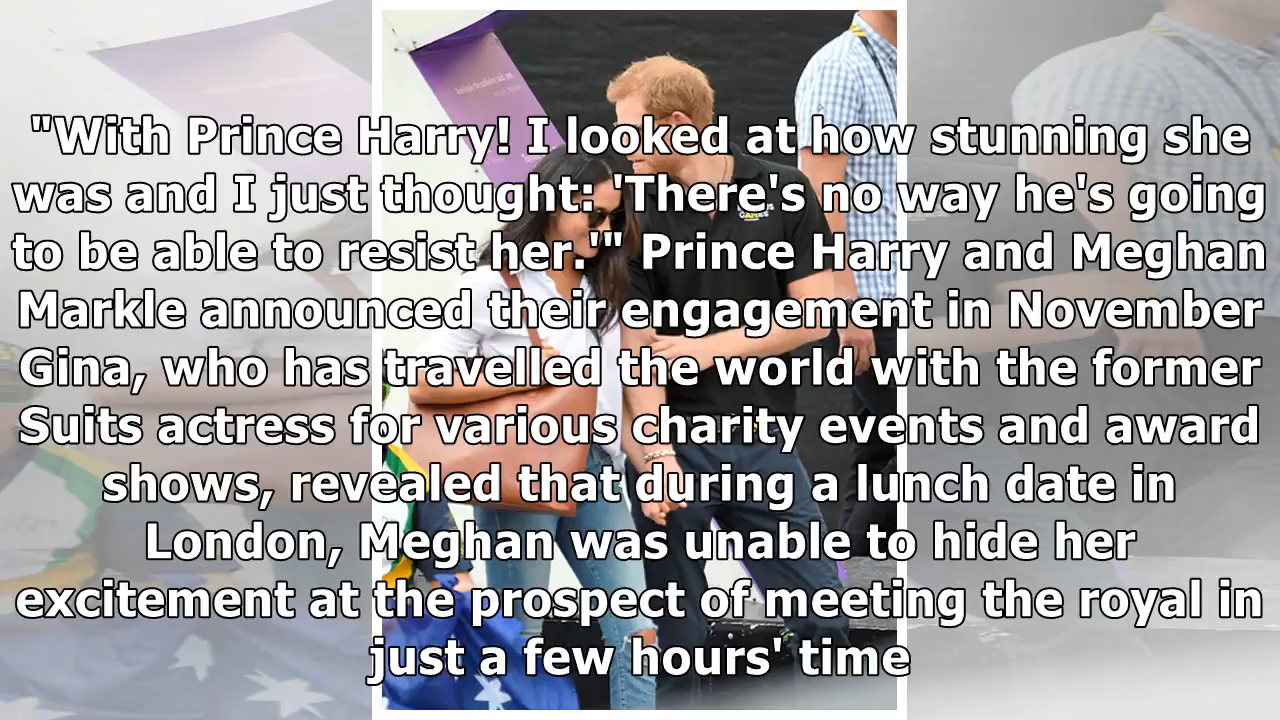 "With Prince Harry! I looked at how stunning she
was and I just thought: 'There's no way he's going
to be able to resist her.'" Prince Harry and Meghan
Markle announced their engagement in November
Gina, who has travelled the world with the former
Suits actress for various charity events and award
shows, revealed that during a lunch date in
London, Meghan was unable to hide her
excitement at the prospect of meeting the royal in
just a few hours' time